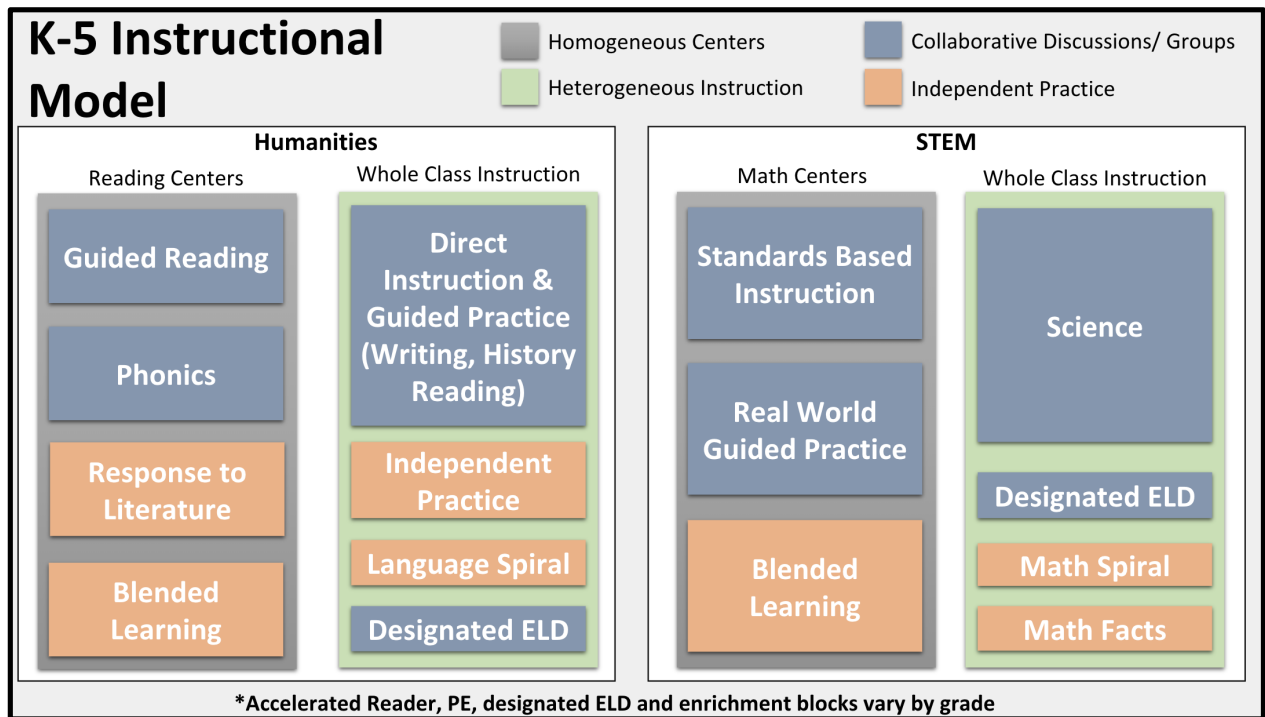 K-5 Instructional
Model
Homogeneous Centers
Heterogeneous Instruction
Collaborative Discussions/ Groups
Independent Practice
Humanities
Reading Centers
Guided Reading
Phonics
Response to
Literature
Blended
Learning
Whole Class Instruction
Direct
Instruction &
Guided Practice
(Writing, History
Reading)
Independent
Practice
Language Spiral
Designated ELD
STEM
Math Centers
Standards Based
Instruction
Real World
Guided Practice
Blended
Learning
Whole Class Instruction
Science
Designated ELD
Math Spiral
Math Facts
*Accelerated Reader, PE, designated ELD and enrichment blocks vary by grade